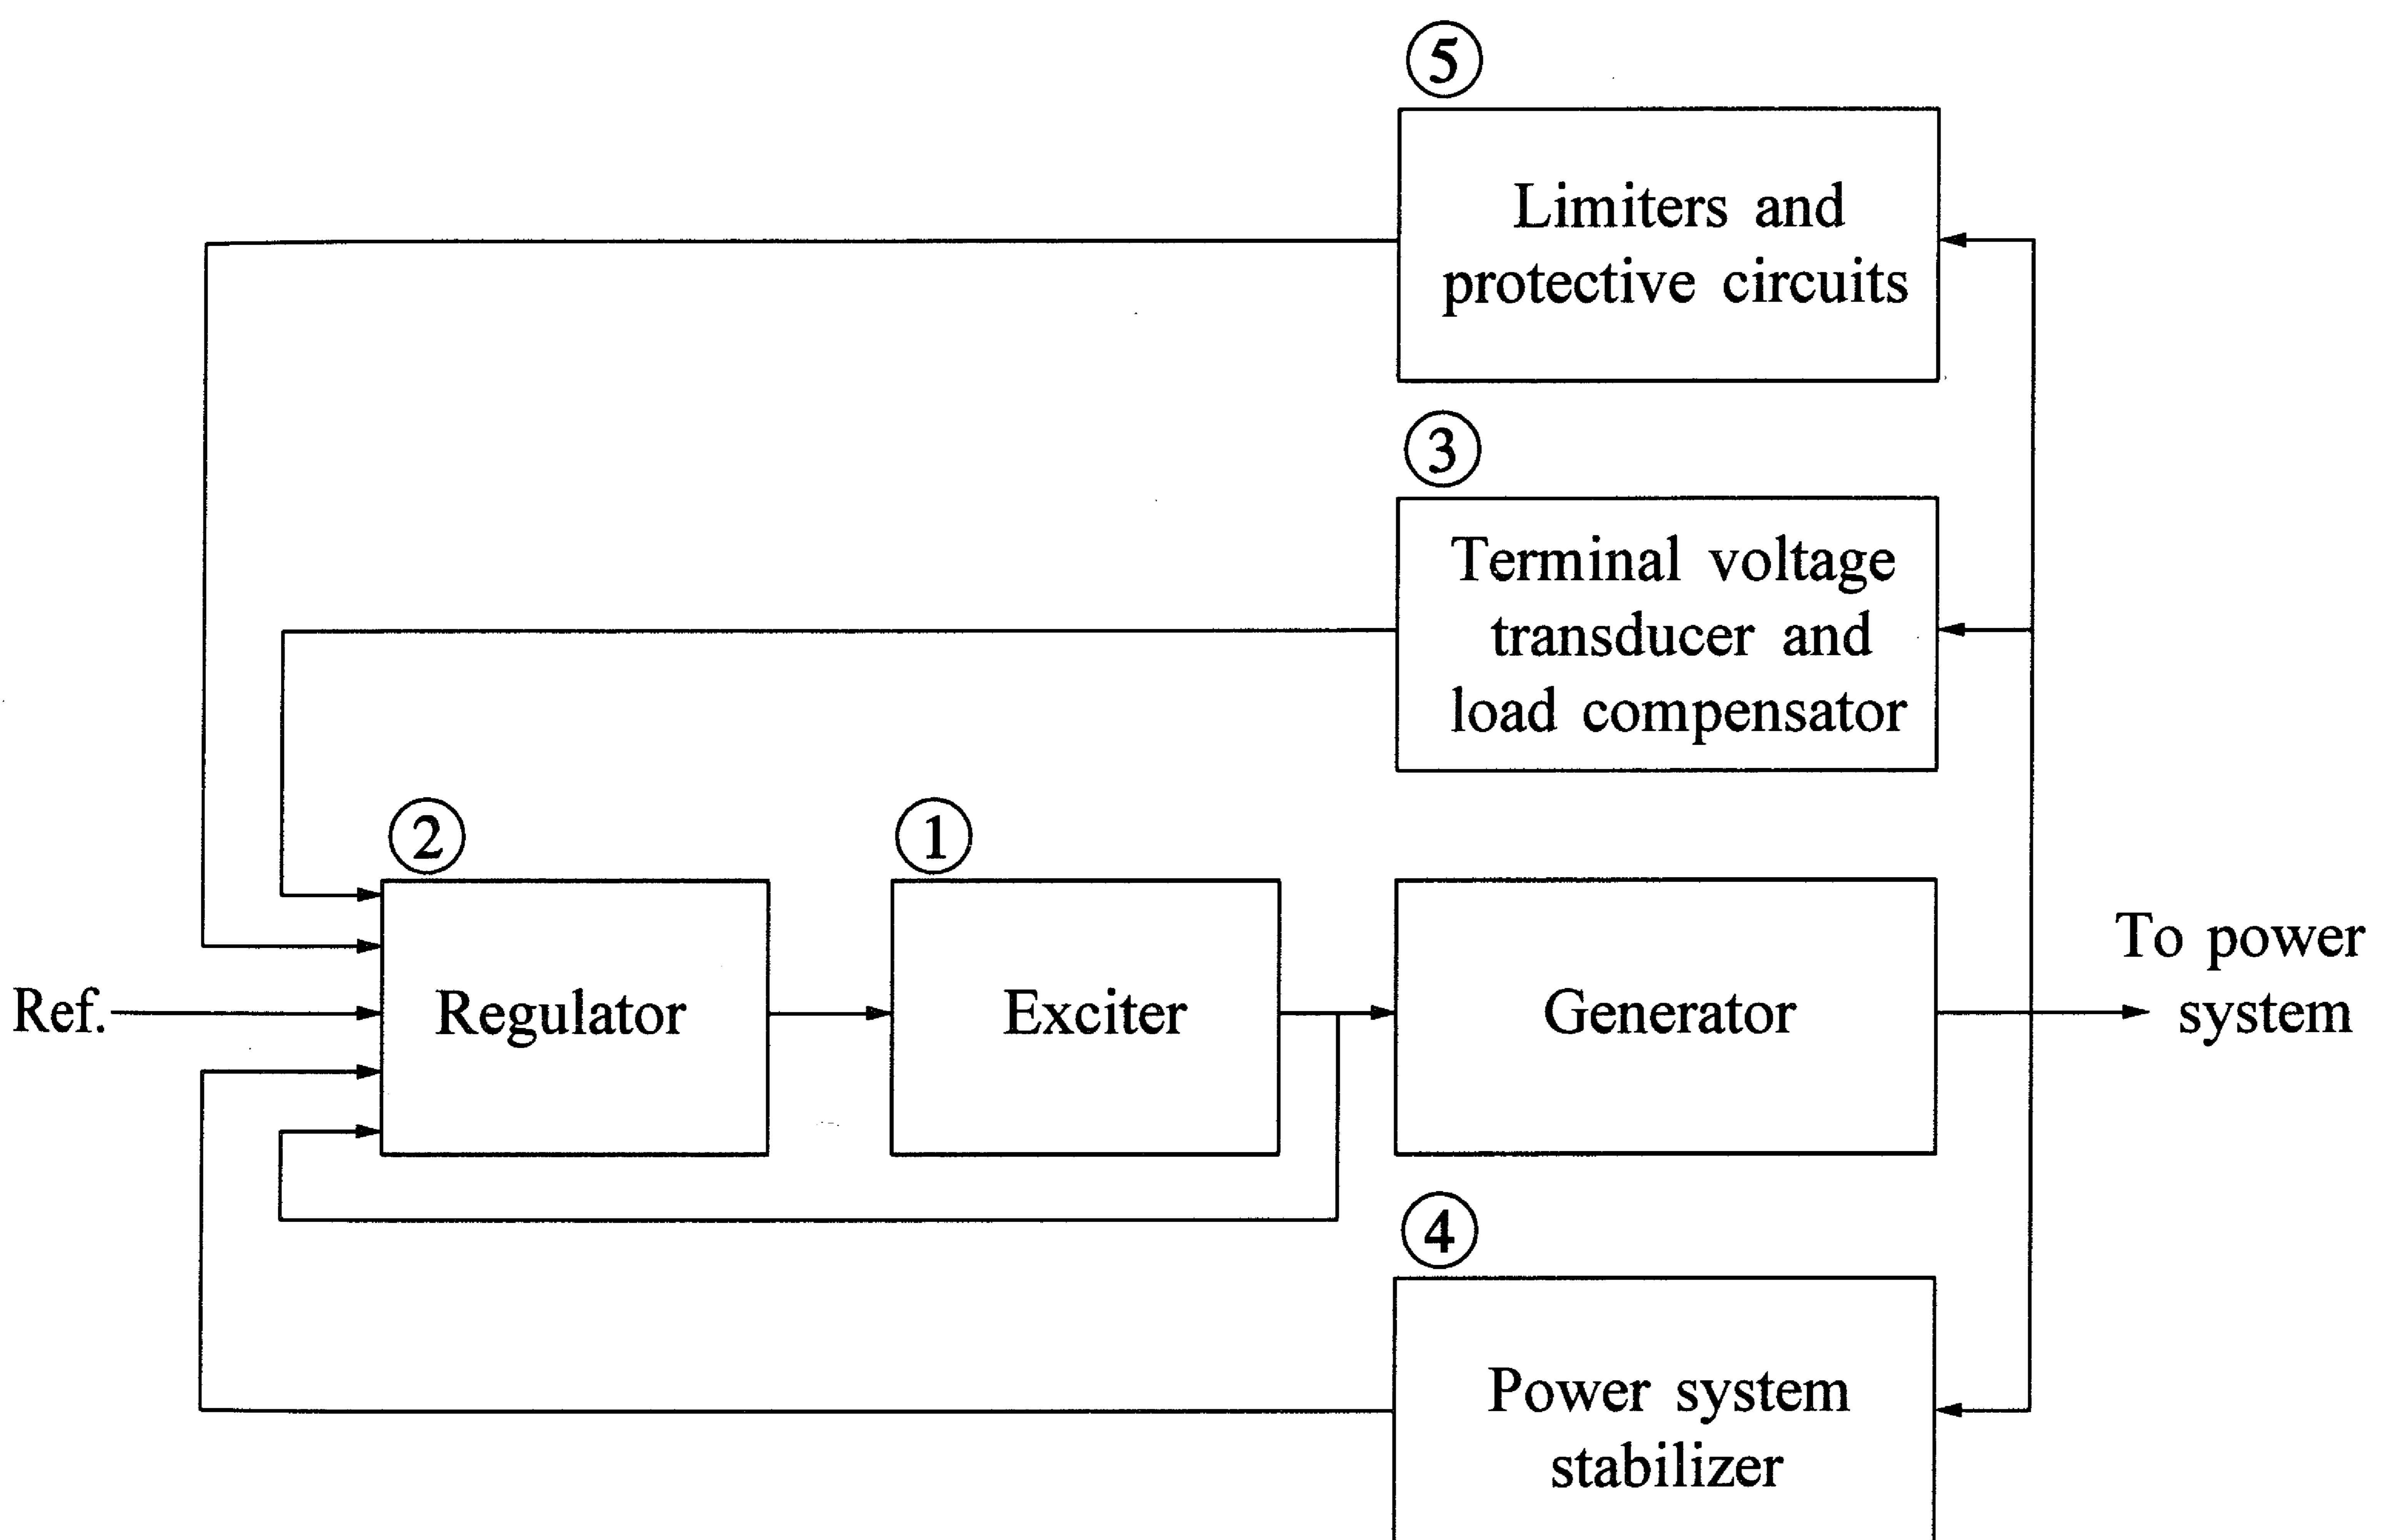 ⑤
Limiters and
protective circuits
③
Terminal voltage
transducer and
load compensator
②
①
Ref.
Regulator
Exciter
Generator
To power
system
④
Power system
stabilizer